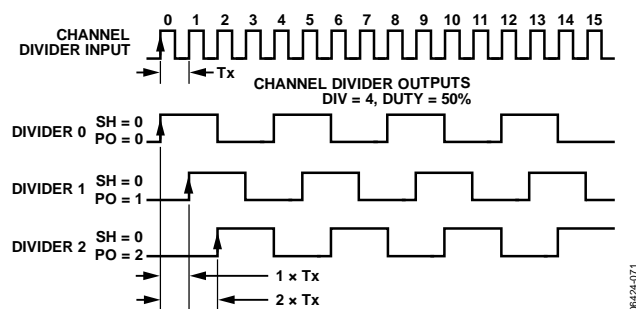 0 1 2 3 4 5 6 7 8 9 10 11 12 13 14 15
CHANNEL
DIVIDER INPUT
Tx
CHANNEL DIVIDER OUTPUTS
DIV = 4, DUTY = 50%
DIVIDER 0 SH = 0
PO = 0
DIVIDER 1 SH = 0
PO = 1
DIVIDER 2 SH = 0
PO = 2
1 × Tx
2 × Tx
06424-071